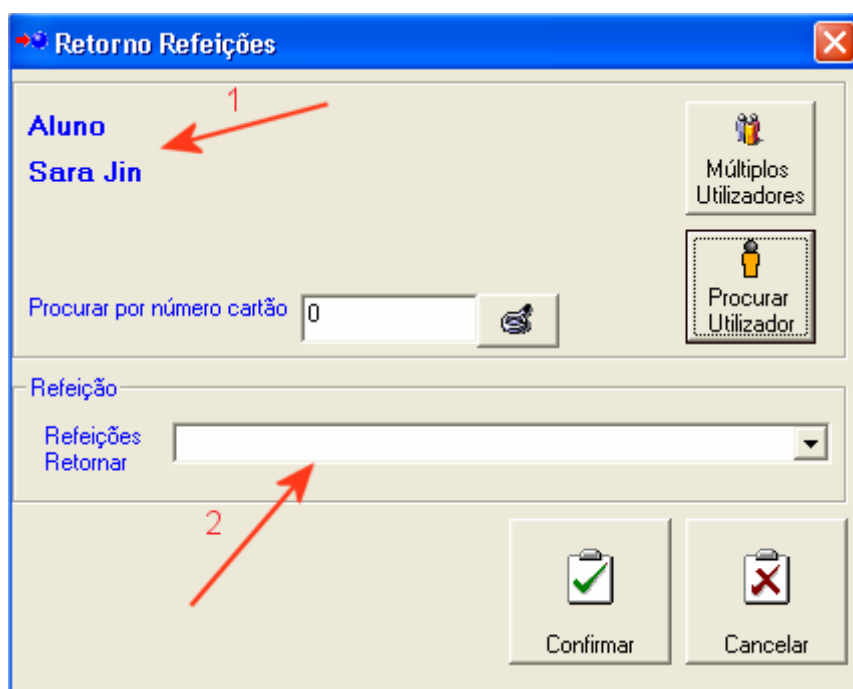 Retorno Refeições
1
Aluno
Sara Jin
Múltiplos
Utilizadores
Procurar por número cartão
0
Procurar
Utilizador
Refeição
Refeições
Retornar
2
Confirmar
Cancelar